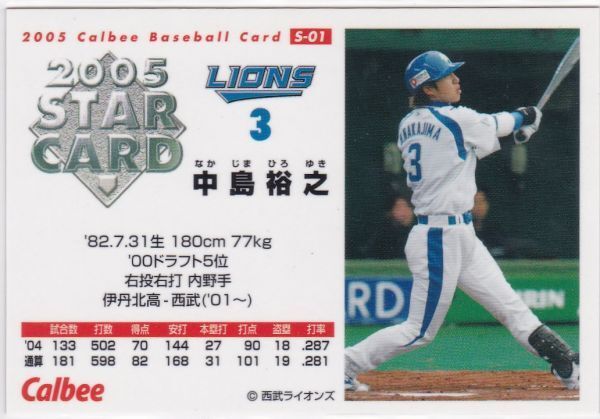 2005 Calbee Baseball Card S-01
2005
STAR
CARD
LIONS
3
なか じま ひろ ゆき
中島裕之
'82.7.31生 180cm 77kg
'00ドラフト5位
右投右打 内野手
伊丹北高-西武('01～)
試合数 打数 得点 安打 本塁打 打点 盗塁 打率
'04 133 502 70 144 27 90 18 .287
通算 181 598 82 168 31 101 19 .281
Calbee
© 西武ライオンズ
NAKAJIMA
3
RD
KIRIN